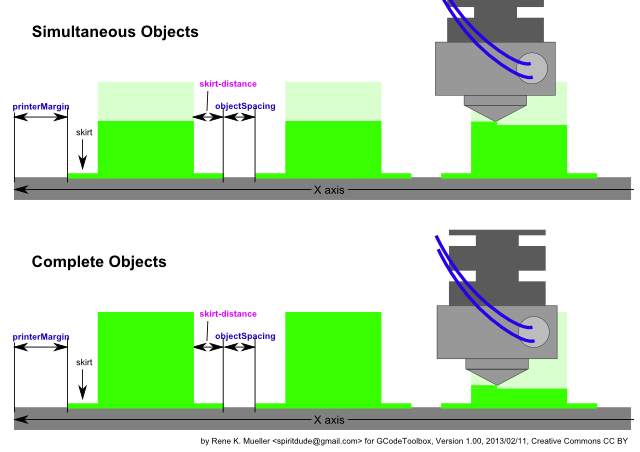 Simultaneous Objects
skirt-distance
printerMargin
objectSpacing
skirt
X axis
Complete Objects
skirt-distance
printerMargin
objectSpacing
skirt
X axis
by Rene K. Mueller <spiritdude@gmail.com> for GCodeToolbox, Version 1.00, 2013/02/11, Creative Commons CC BY